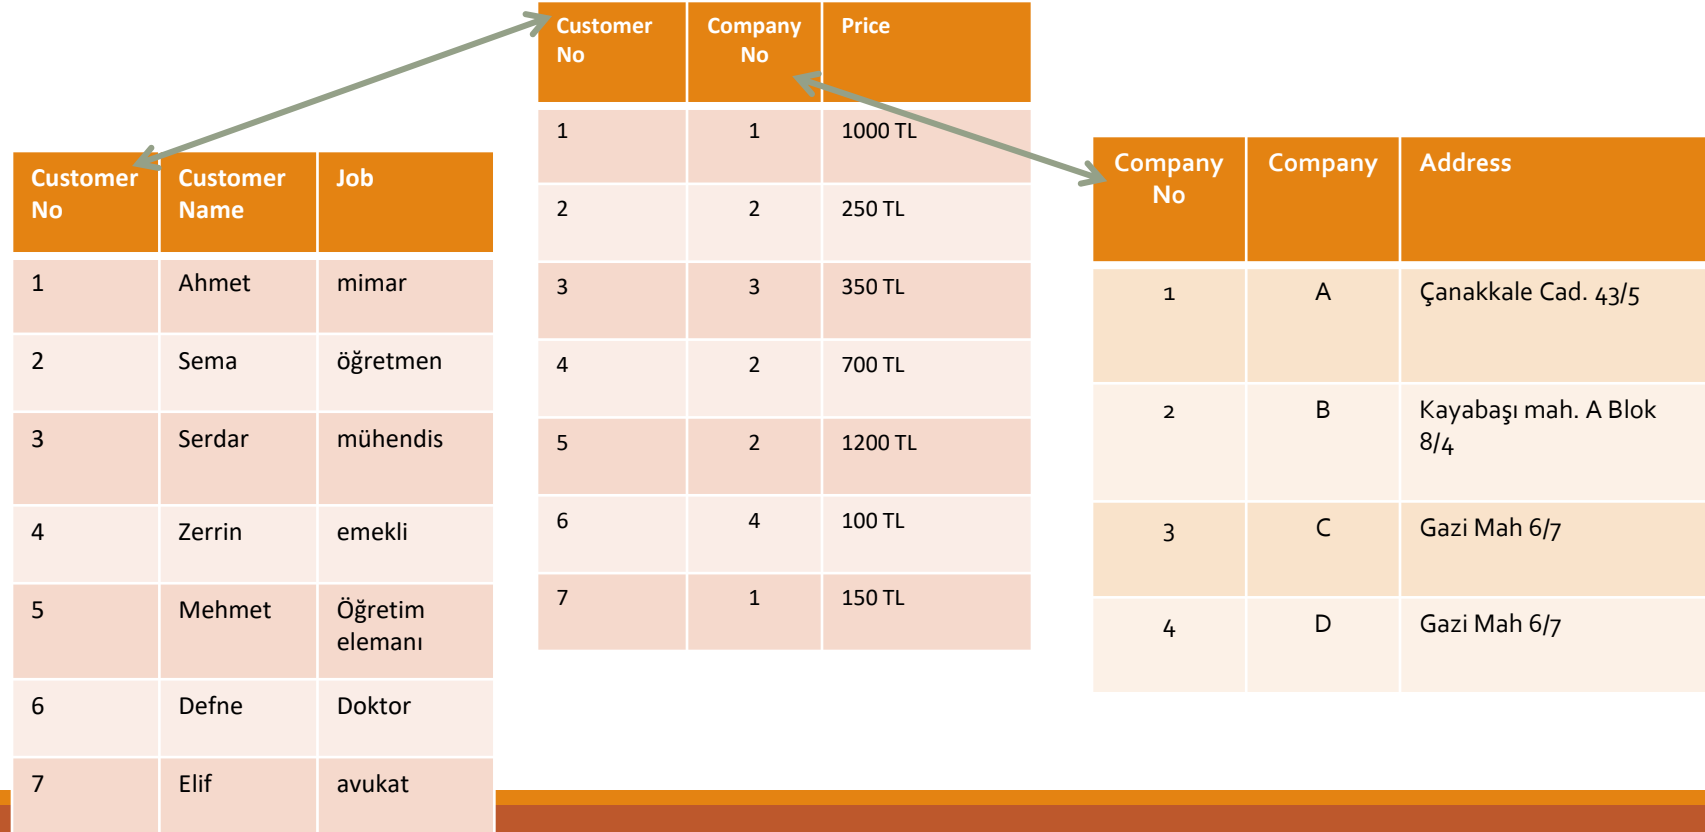 Customer No | Customer Name | Job
1 | Ahmet | mimar
2 | Sema | öğretmen
3 | Serdar | mühendis
4 | Zerrin | emekli
5 | Mehmet | Öğretim elemanı
6 | Defne | Doktor
7 | Elif | avukat
Customer No | Company No | Price
1 | 1 | 1000 TL
2 | 2 | 250 TL
3 | 3 | 350 TL
4 | 2 | 700 TL
5 | 2 | 1200 TL
6 | 4 | 100 TL
7 | 1 | 150 TL
Company No | Company | Address
1 | A | Çanakkale Cad. 43/5
2 | B | Kayabaşı mah. A Blok 8/4
3 | C | Gazi Mah 6/7
4 | D | Gazi Mah 6/7